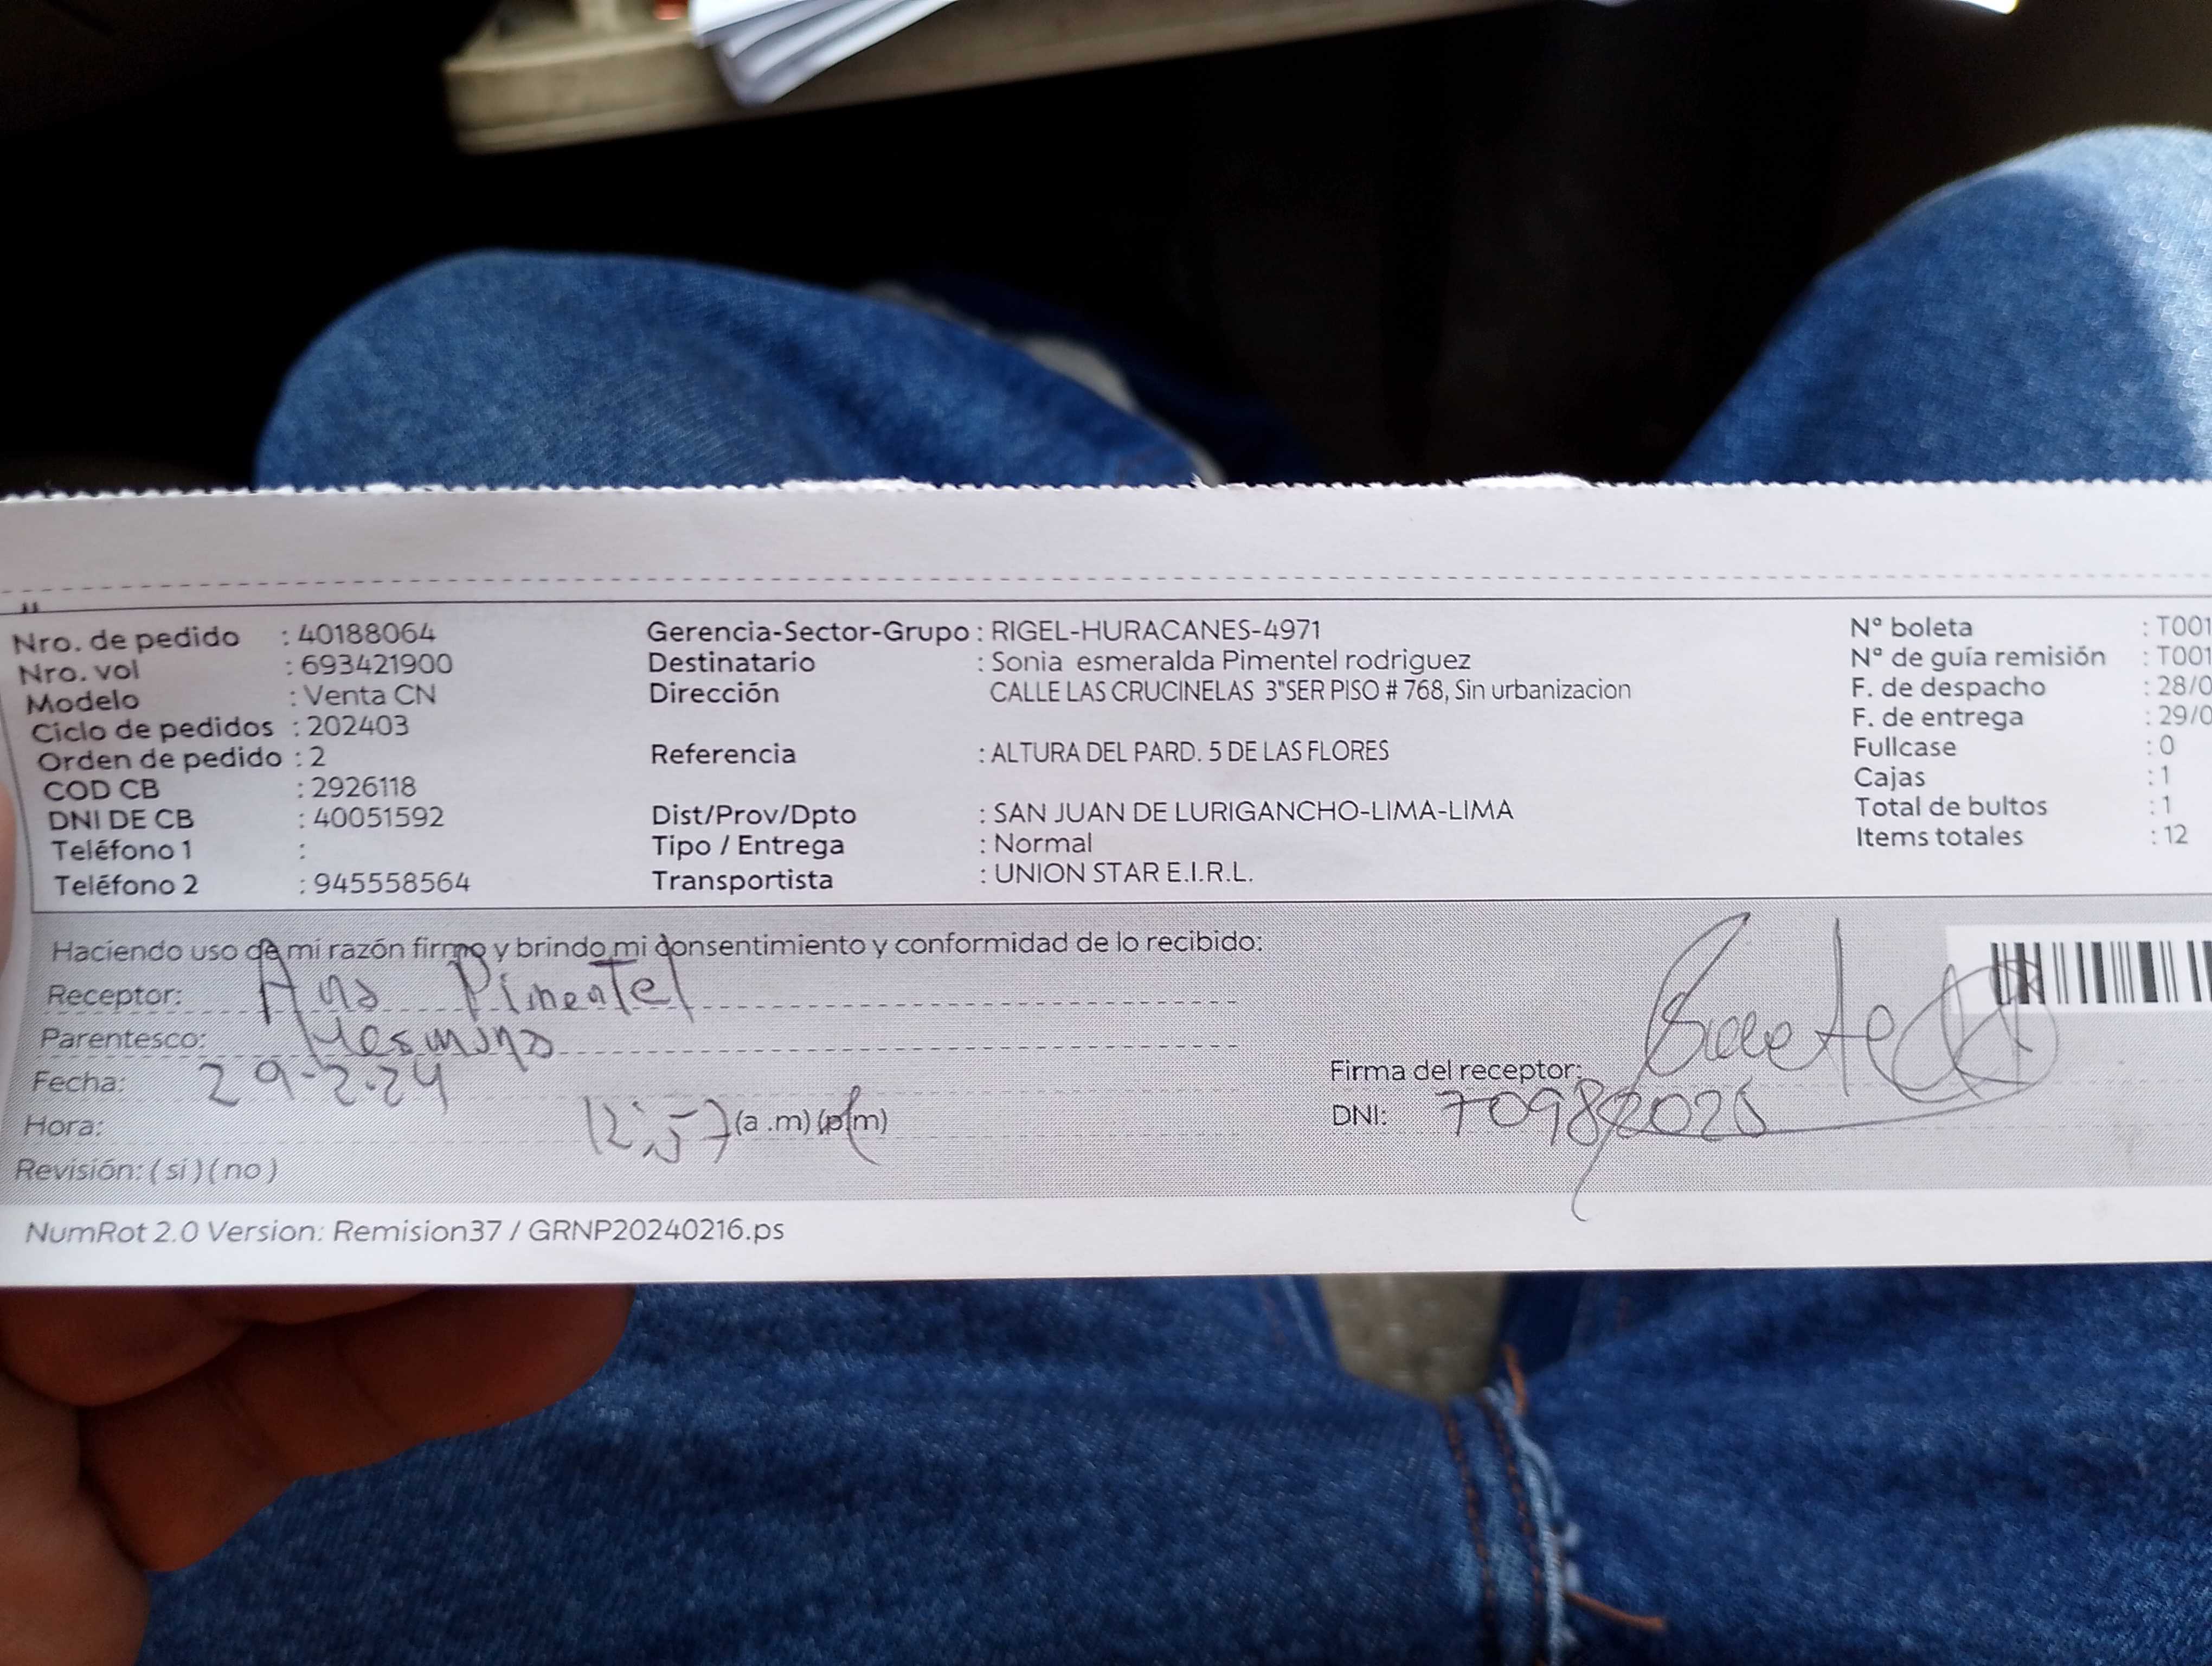 Nro. de pedido : 40188064
Nro. vol : 693421900
Modelo : Venta CN
Ciclo de pedidos : 202403
Orden de pedido : 2
COD CB : 2926118
DNI DE CB : 40051592
Teléfono 1 :
Teléfono 2 : 945558564
Gerencia-Sector-Grupo : RIGEL-HURACANES-4971
Destinatario : Sonia esmeralda Pimentel rodriguez
Dirección CALLE LAS CRUCINELAS 3"SER PISO # 768, Sin urbanizacion
Referencia : ALTURA DEL PARD. 5 DE LAS FLORES
Dist/Prov/Dpto : SAN JUAN DE LURIGANCHO-LIMA-LIMA
Tipo / Entrega : Normal
Transportista : UNION STAR E.I.R.L.
N° boleta : T001
N° de guía remisión : T001
F. de despacho : 28/0
F. de entrega : 29/0
Fullcase : 0
Cajas : 1
Total de bultos : 1
Items totales : 12
Haciendo uso de mi razón firmo y brindo mi consentimiento y conformidad de lo recibido:
Receptor: Ana Pimentel
Parentesco:
Fecha: 29-2-24
Hora: 12:57 (a .m) (p.m)
Revisión: ( si ) ( no )
Firma del receptor:
DNI:
NumRot 2.0 Version: Remision37 / GRNP20240216.ps